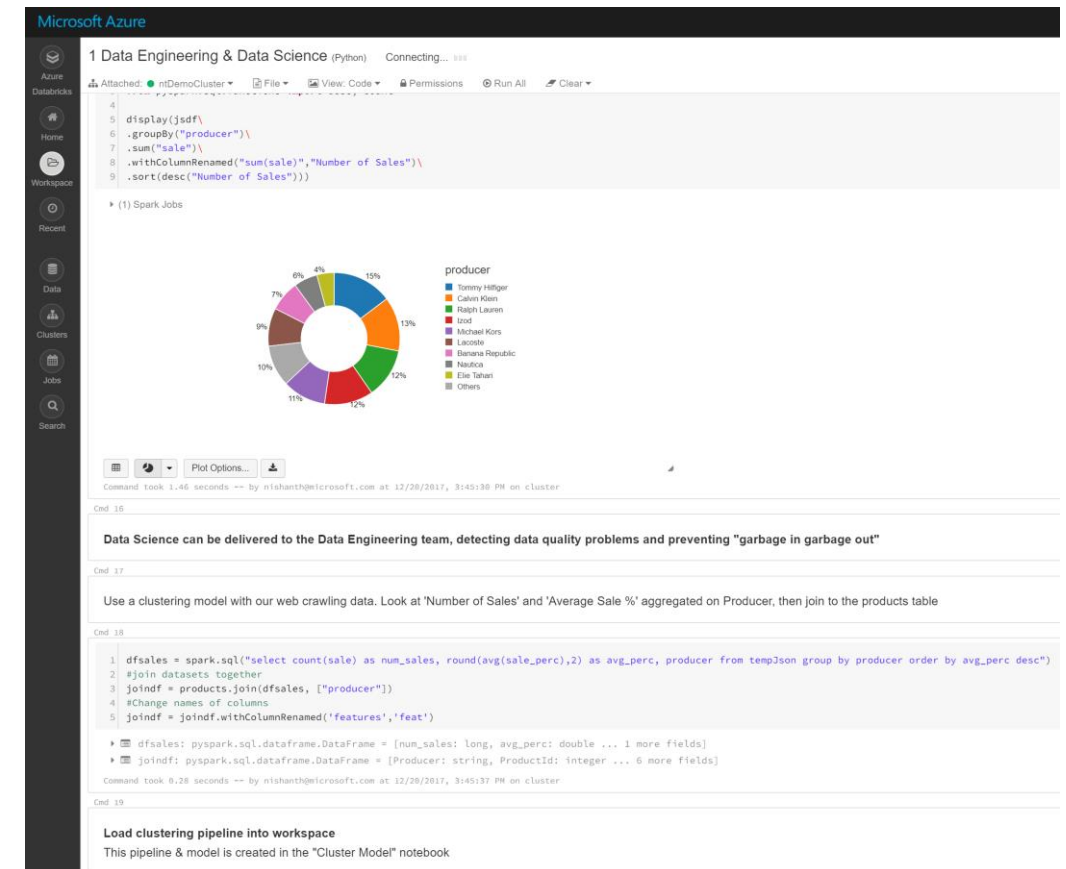 Microsoft Azure
1 Data Engineering & Data Science (Python) Connecting...
Azure
Databricks
Home
Workspace
Recent
Data
Clusters
Jobs
Search
Attached: ntDemoCluster File View: Code Permissions Run All Clear
4
5 display(jsdf\
6 .groupBy("producer")\
7 .sum("sale")\
8 .withColumnRenamed("sum(sale)","Number of Sales")\
9 .sort(desc("Number of Sales")))
(1) Spark Jobs
4%
15%
6%
7%
13%
9%
10%
12%
11%
12%
producer
Tommy Hilfiger
Calvin Klein
Ralph Lauren
Izod
Michael Kors
Lacoste
Banana Republic
Nautica
Elie Tahari
Others
Plot Options...
Command took 1.46 seconds -- by nishanth@microsoft.com at 12/20/2017, 3:45:30 PM on cluster
Cmd 16
Data Science can be delivered to the Data Engineering team, detecting data quality problems and preventing "garbage in garbage out"
Cmd 17
Use a clustering model with our web crawling data. Look at 'Number of Sales' and 'Average Sale %' aggregated on Producer, then join to the products table
Cmd 18
1 dfsales = spark.sql("select count(sale) as num_sales, round(avg(sale_perc),2) as avg_perc, producer from tempJson group by producer order by avg_perc desc")
2 #join datasets together
3 joindf = products.join(dfsales, ["producer"])
4 #Change names of columns
5 joindf = joindf.withColumnRenamed('features','feat')
dfsales: pyspark.sql.dataframe.DataFrame = [num_sales: long, avg_perc: double ... 1 more fields]
joindf: pyspark.sql.dataframe.DataFrame = [Producer: string, ProductId: integer ... 6 more fields]
Command took 0.28 seconds -- by nishanth@microsoft.com at 12/20/2017, 3:45:37 PM on cluster
Cmd 19
Load clustering pipeline into workspace
This pipeline & model is created in the "Cluster Model" notebook